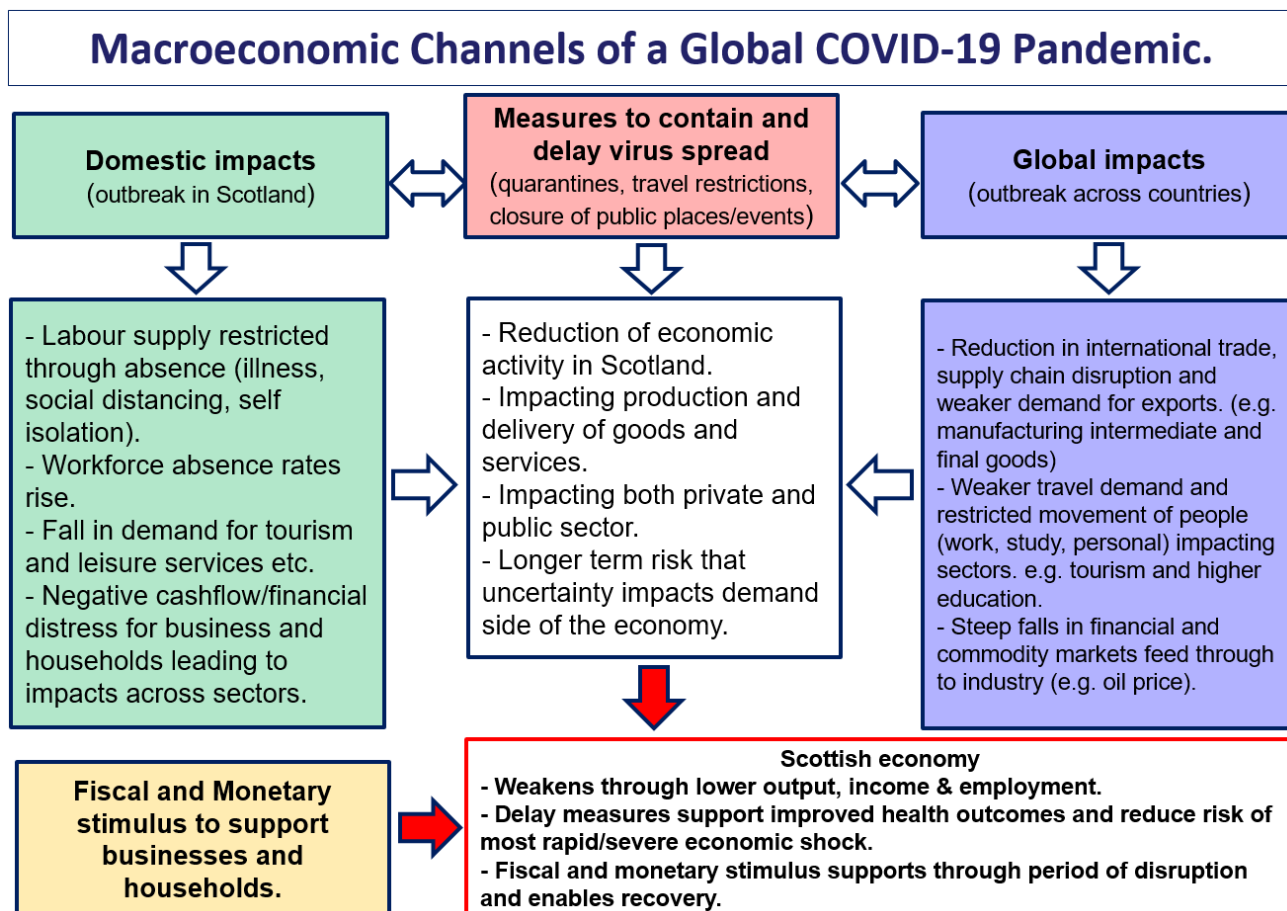 Macroeconomic Channels of a Global COVID-19 Pandemic.
Domestic impacts
(outbreak in Scotland)
Measures to contain and
delay virus spread
(quarantines, travel restrictions,
closure of public places/events)
Global impacts
(outbreak across countries)
- Labour supply restricted
through absence (illness,
social distancing, self
isolation).
- Workforce absence rates
rise.
- Fall in demand for tourism
and leisure services etc.
- Negative cashflow/financial
distress for business and
households leading to
impacts across sectors.
- Reduction of economic
activity in Scotland.
- Impacting production and
delivery of goods and
services.
- Impacting both private and
public sector.
- Longer term risk that
uncertainty impacts demand
side of the economy.
- Reduction in international trade,
supply chain disruption and
weaker demand for exports. (e.g.
manufacturing intermediate and
final goods)
- Weaker travel demand and
restricted movement of people
(work, study, personal) impacting
sectors. e.g. tourism and higher
education.
- Steep falls in financial and
commodity markets feed through
to industry (e.g. oil price).
Fiscal and Monetary
stimulus to support
businesses and
households.
Scottish economy
- Weakens through lower output, income & employment.
- Delay measures support improved health outcomes and reduce risk of
most rapid/severe economic shock.
- Fiscal and monetary stimulus supports through period of disruption
and enables recovery.